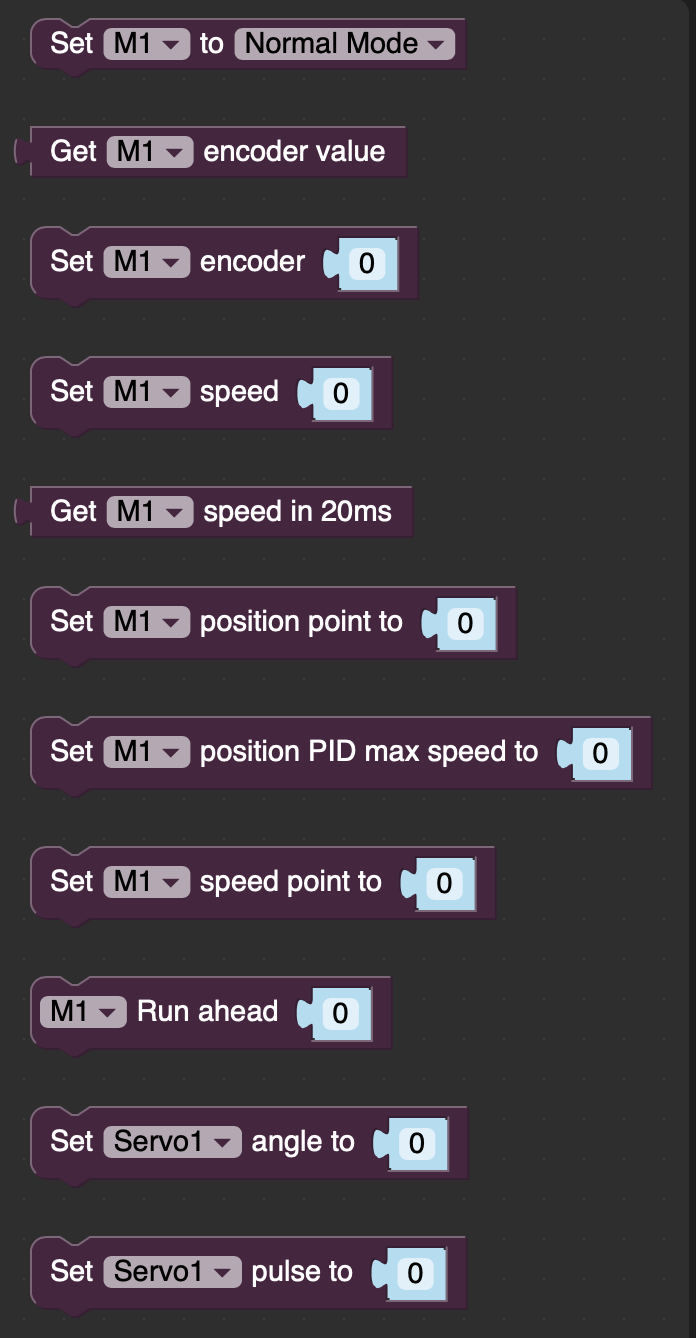 Set M1 to Normal Mode
Get M1 encoder value
Set M1 encoder 0
Set M1 speed 0
Get M1 speed in 20ms
Set M1 position point to 0
Set M1 position PID max speed to 0
Set M1 speed point to 0
M1 Run ahead 0
Set Servo1 angle to 0
Set Servo1 pulse to 0